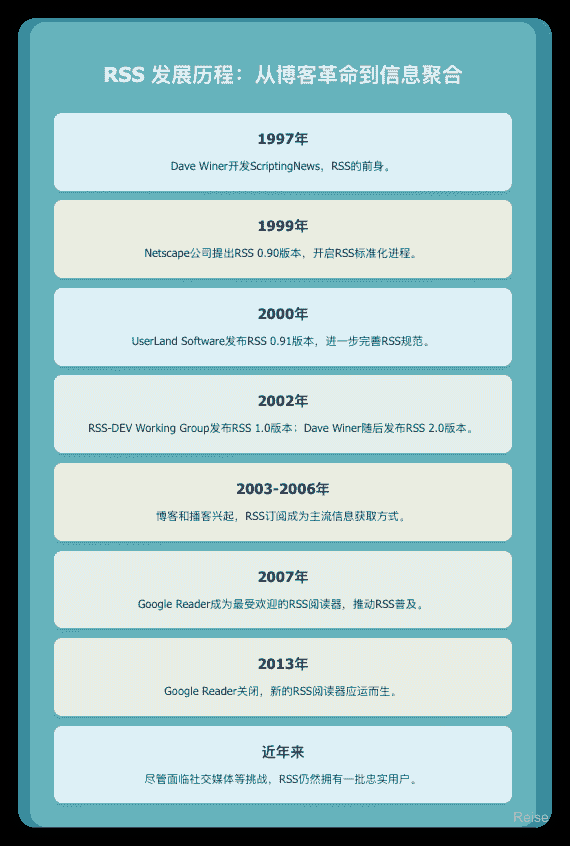 RSS 发展历程：从博客革命到信息聚合
1997年
Dave Winer开发ScriptingNews，RSS的前身。
1999年
Netscape公司提出RSS 0.90版本，开启RSS标准化进程。
2000年
UserLand Software发布RSS 0.91版本，进一步完善RSS规范。
2002年
RSS-DEV Working Group发布RSS 1.0版本；Dave Winer随后发布RSS 2.0版本。
2003-2006年
博客和播客兴起，RSS订阅成为主流信息获取方式。
2007年
Google Reader成为最受欢迎的RSS阅读器，推动RSS普及。
2013年
Google Reader关闭，新的RSS阅读器应运而生。
近年来
尽管面临社交媒体等挑战，RSS仍然拥有一批忠实用户。
Reise